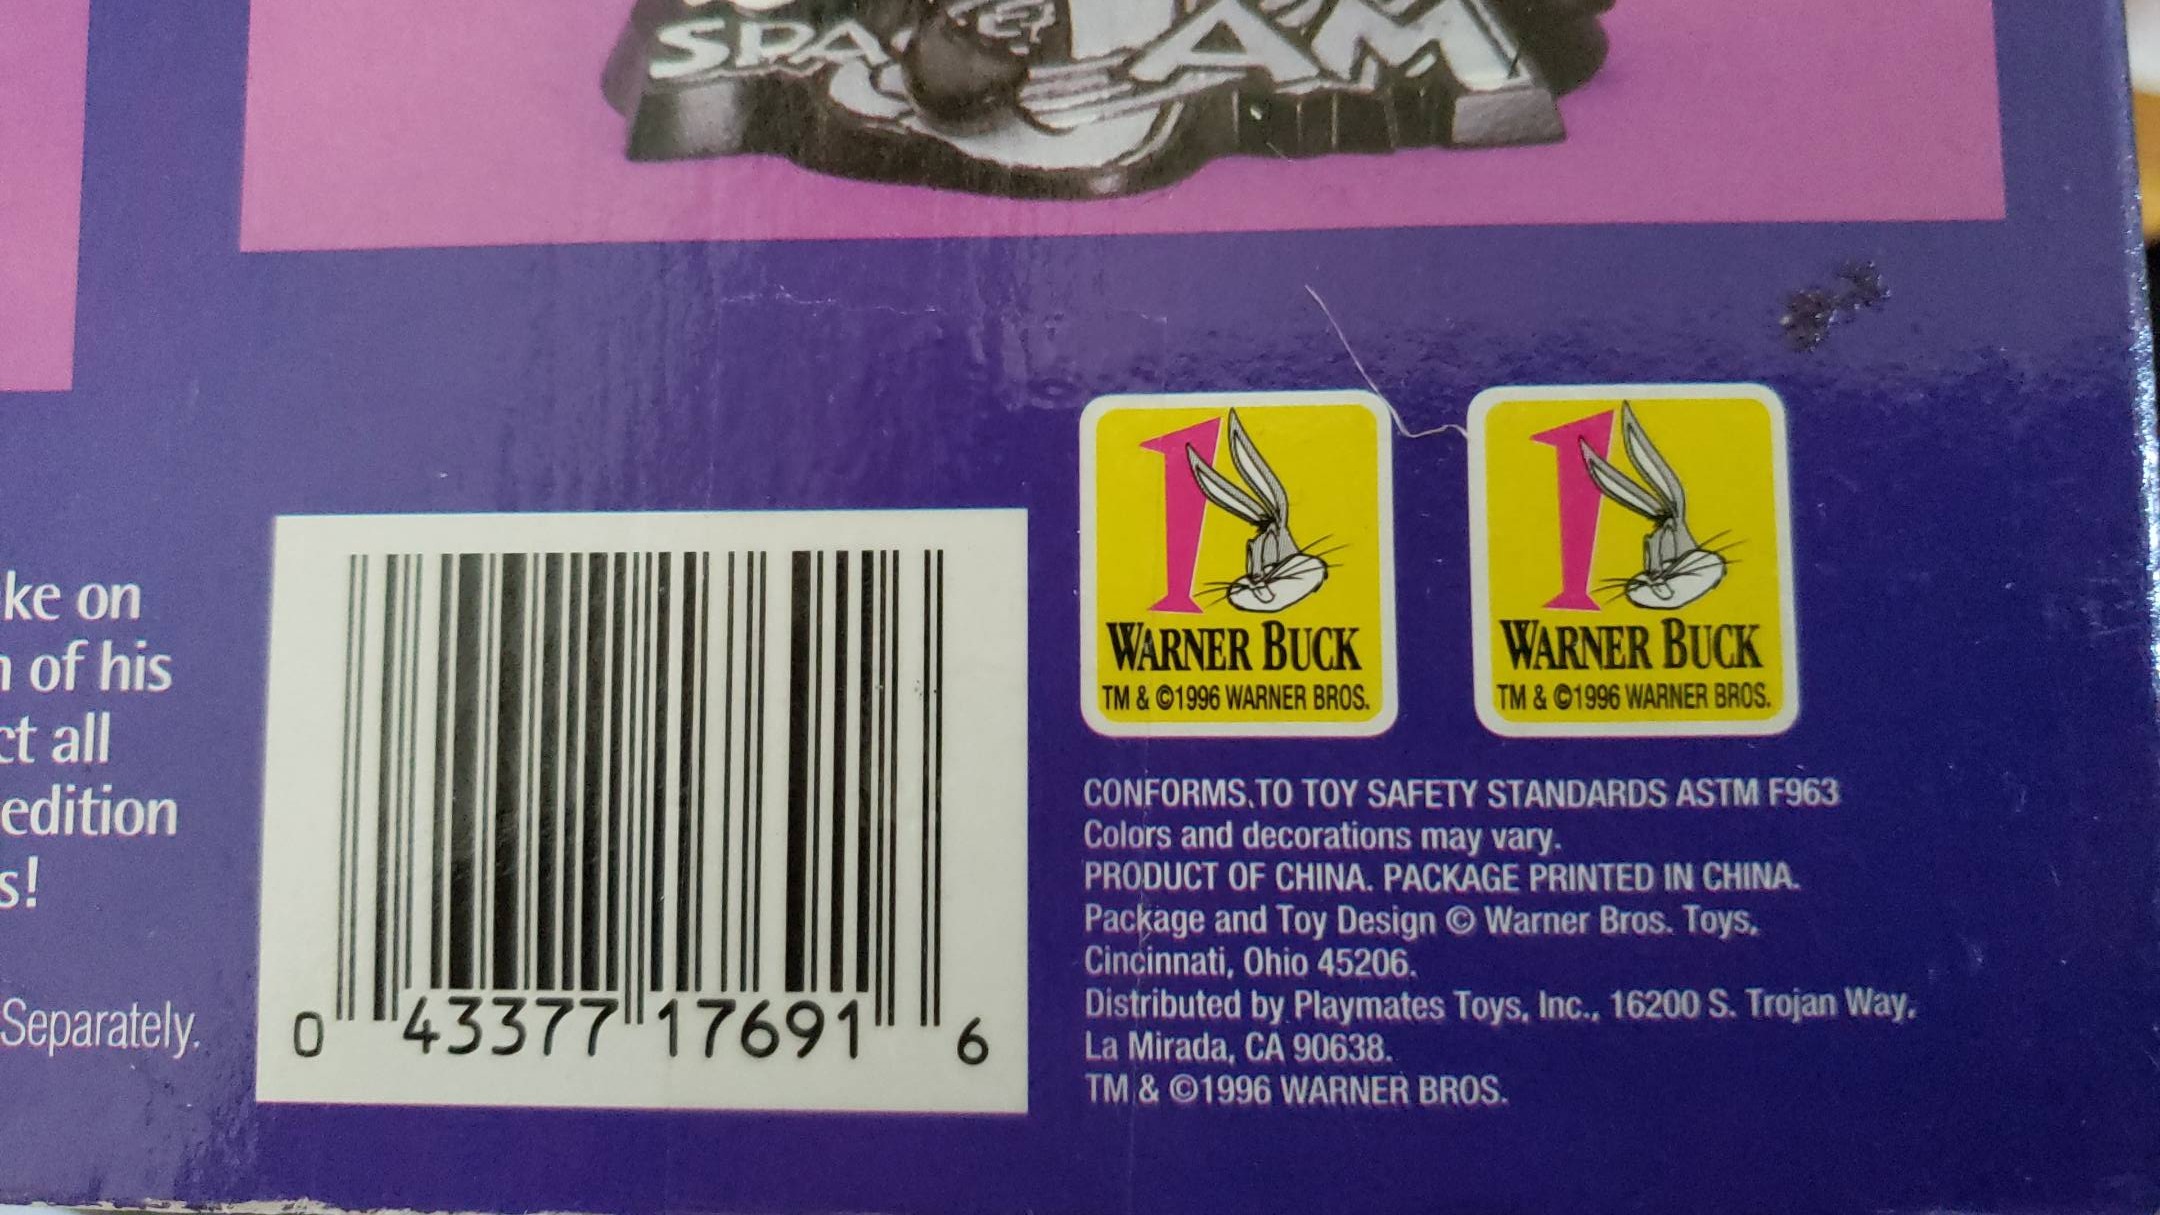 SPA AM
ke on
of his
ct all
edition
s!
Separately.
0 43377 17691 6
1
WARNER BUCK
TM & ©1996 WARNER BROS.
1
WARNER BUCK
TM & ©1996 WARNER BROS.
CONFORMS TO TOY SAFETY STANDARDS ASTM F963
Colors and decorations may vary.
PRODUCT OF CHINA. PACKAGE PRINTED IN CHINA.
Package and Toy Design © Warner Bros. Toys,
Cincinnati, Ohio 45206.
Distributed by Playmates Toys, Inc., 16200 S. Trojan Way,
La Mirada, CA 90638.
TM & ©1996 WARNER BROS.